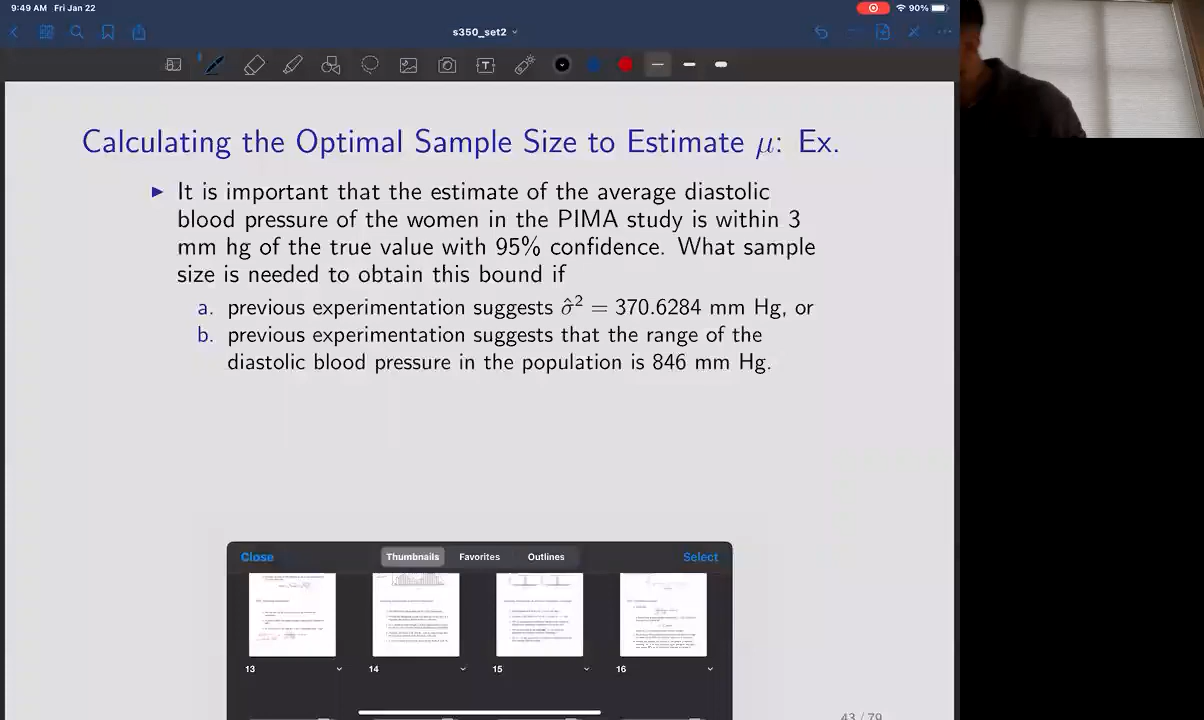 9:49 AM Fri Jan 22
90%
s350_set2
Calculating the Optimal Sample Size to Estimate μ: Ex.
► It is important that the estimate of the average diastolic
blood pressure of the women in the PIMA study is within 3
mm hg of the true value with 95% confidence. What sample
size is needed to obtain this bound if
a. previous experimentation suggests σ̂² = 370.6284 mm Hg, or
b. previous experimentation suggests that the range of the
diastolic blood pressure in the population is 846 mm Hg.
Close Thumbnails Favorites Outlines Select
13 14 15 16
43 / 79